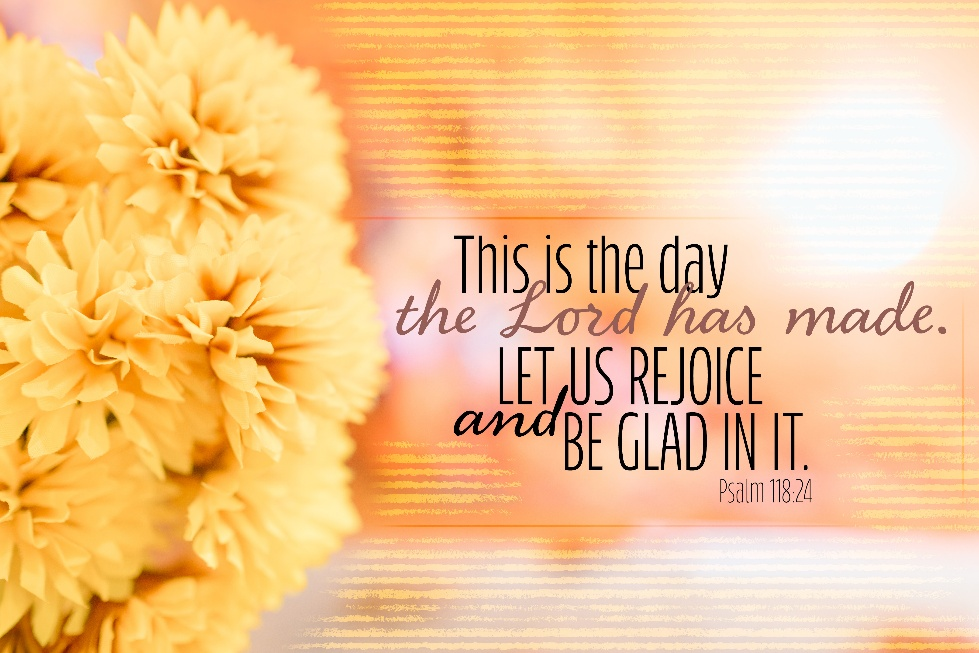 This is the day
the Lord has made.
LET US REJOICE
and BE GLAD IN IT.
Psalm 118:24